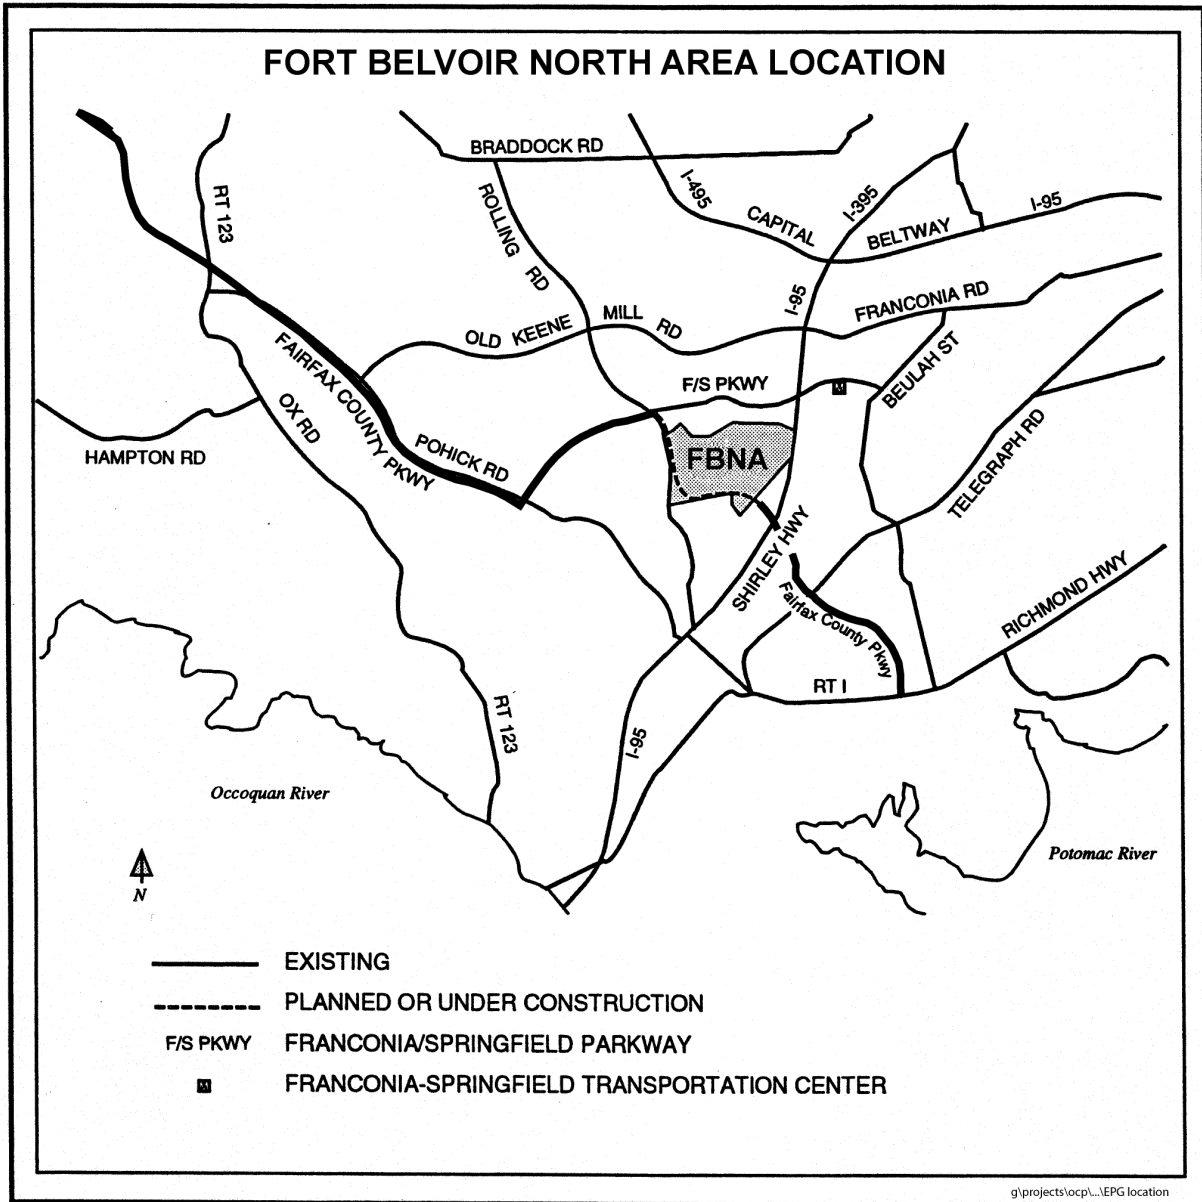 FORT BELVOIR NORTH AREA LOCATION
BRADDOCK RD
RT 123
ROLLING RD
I-495
CAPITAL
I-395
BELTWAY
I-95
I-95
FRANCONIA RD
OLD KEENE MILL RD
FAIRFAX COUNTY PKWY
OX RD
F/S PKWY
M
BEULAH ST
HAMPTON RD
POHICK RD
FBNA
TELEGRAPH RD
SHIRLEY HWY
Fairfax County Pkwy
RICHMOND HWY
RT I
RT 123
I-95
Occoquan River
Potomac River
N
EXISTING
PLANNED OR UNDER CONSTRUCTION
F/S PKWY FRANCONIA/SPRINGFIELD PARKWAY
M FRANCONIA-SPRINGFIELD TRANSPORTATION CENTER
g\projects\ocp\...\EPG location